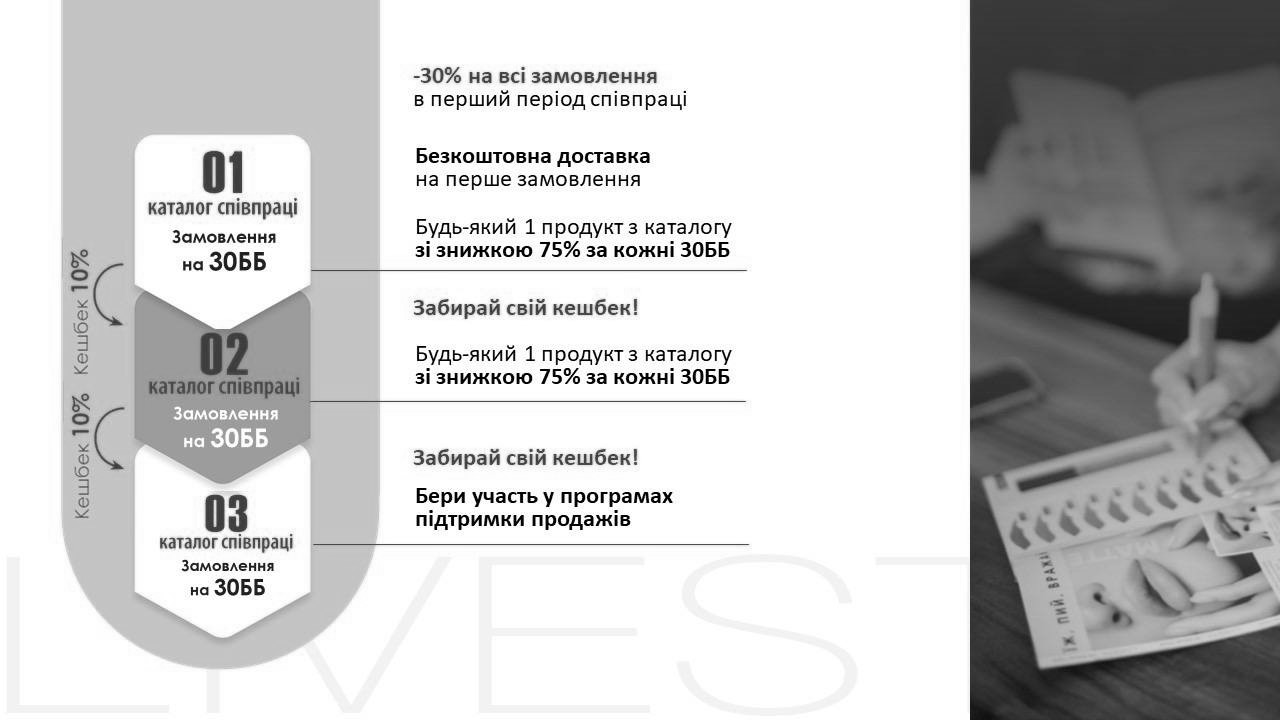 -30% на всі замовлення
в перший період співпраці
Безкоштовна доставка
на перше замовлення
Будь-який 1 продукт з каталогу
зі знижкою 75% за кожні 30ББ
01
каталог співпраці
Замовлення
на 30ББ
Кешбек 10%
Забирай свій кешбек!
Будь-який 1 продукт з каталогу
зі знижкою 75% за кожні 30ББ
02
каталог співпраці
Замовлення
на 30ББ
Кешбек 10%
Забирай свій кешбек!
Бери участь у програмах
підтримки продажів
03
каталог співпраці
Замовлення
на 30ББ
MATTE
ПИЙ, ВРАЖАЙ